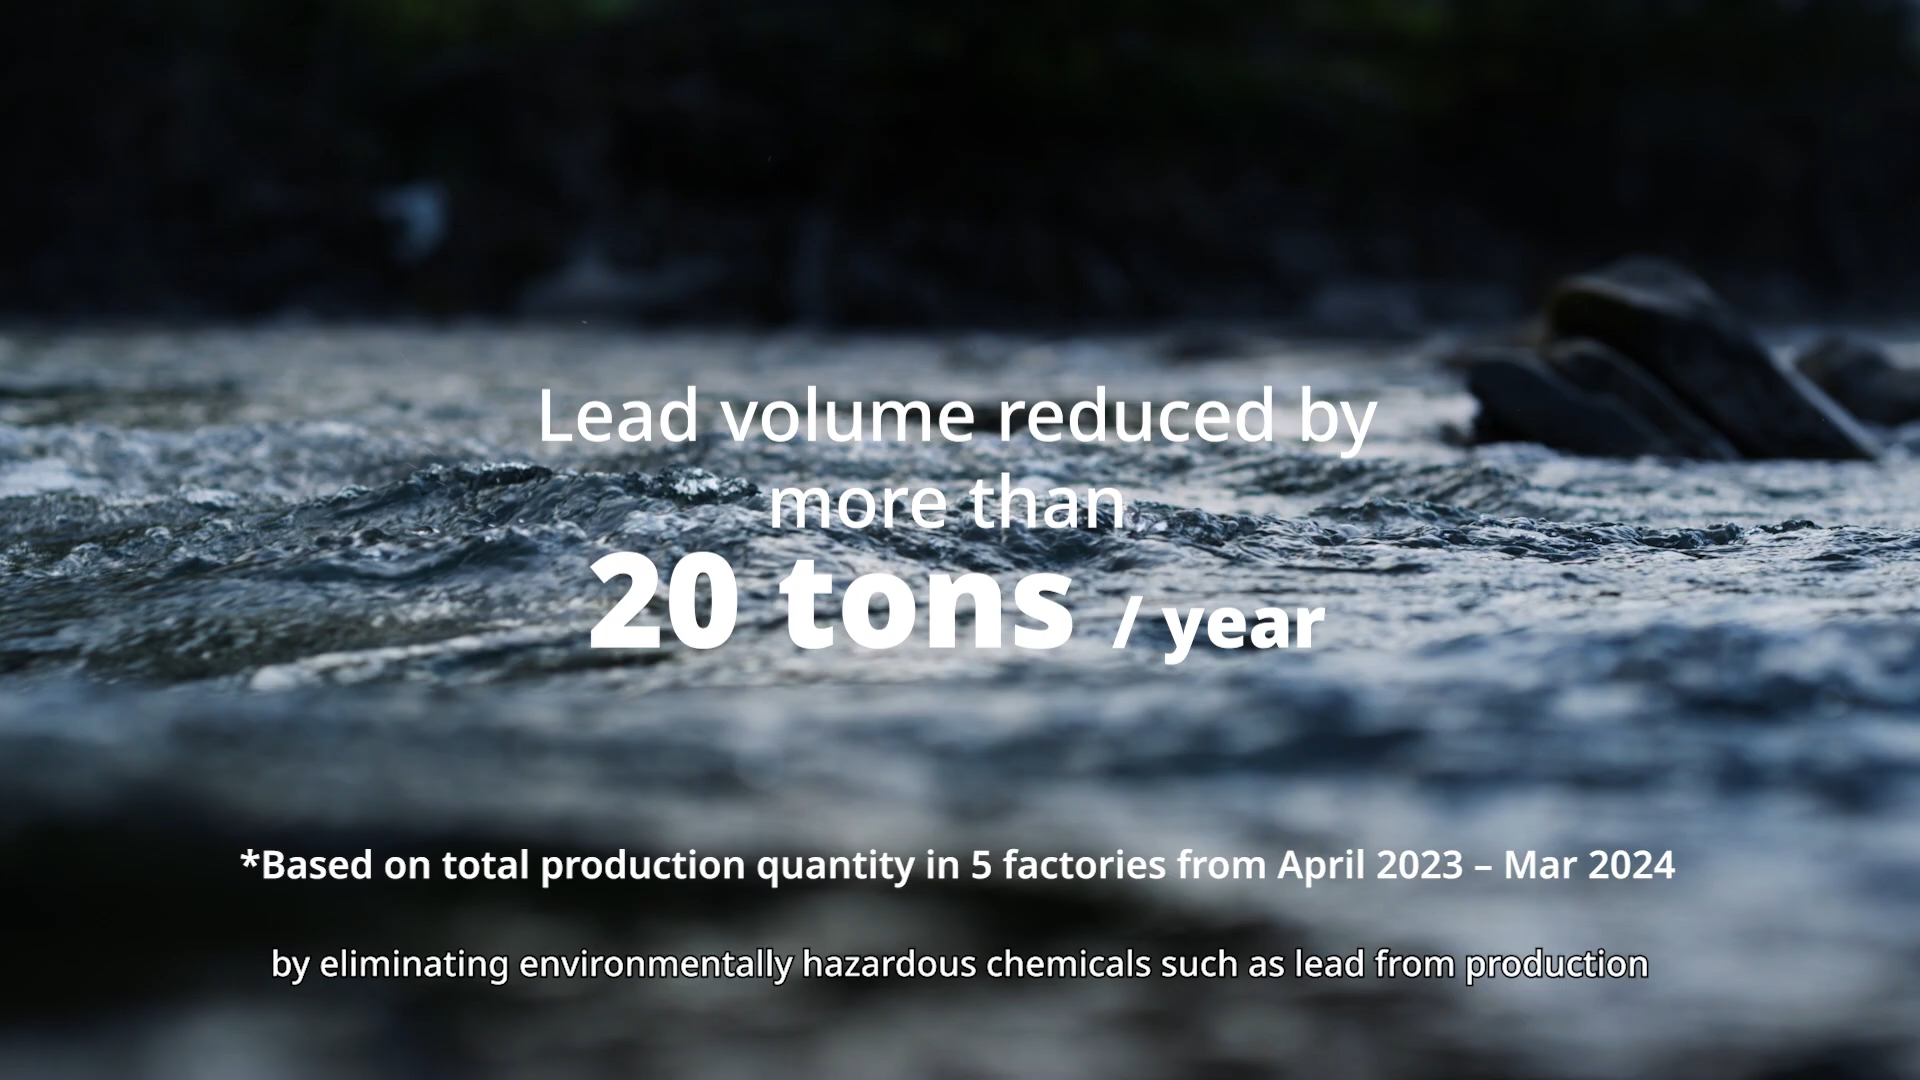 Lead volume reduced by
more than
20 tons / year
*Based on total production quantity in 5 factories from April 2023 – Mar 2024
by eliminating environmentally hazardous chemicals such as lead from production